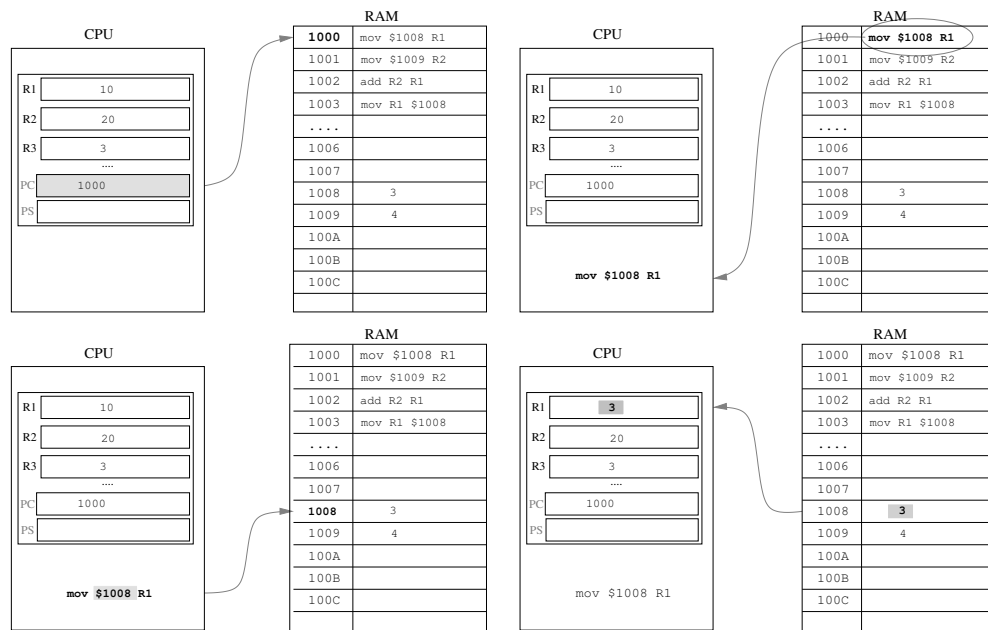 RAM
CPU
1000 mov $1008 R1
1001 mov $1009 R2
R1 10
1002 add R2 R1
1003 mov R1 $1008
R2 20
....
R3 3
1006
....
1007
PC 1000
1008 3
PS
1009 4
100A
100B
100C
RAM
CPU
1000 mov $1008 R1
1001 mov $1009 R2
R1 10
1002 add R2 R1
1003 mov R1 $1008
R2 20
....
R3 3
1006
....
1007
PC 1000
1008 3
PS
1009 4
100A
100B
mov $1008 R1
100C
RAM
CPU
1000 mov $1008 R1
1001 mov $1009 R2
R1 10
1002 add R2 R1
1003 mov R1 $1008
R2 20
....
R3 3
1006
....
1007
PC 1000
1008 3
PS
1009 4
100A
100B
mov $1008 R1
100C
RAM
CPU
1000 mov $1008 R1
1001 mov $1009 R2
R1 3
1002 add R2 R1
1003 mov R1 $1008
R2 20
....
R3 3
1006
....
1007
PC 1000
1008 3
PS
1009 4
100A
100B
mov $1008 R1
100C